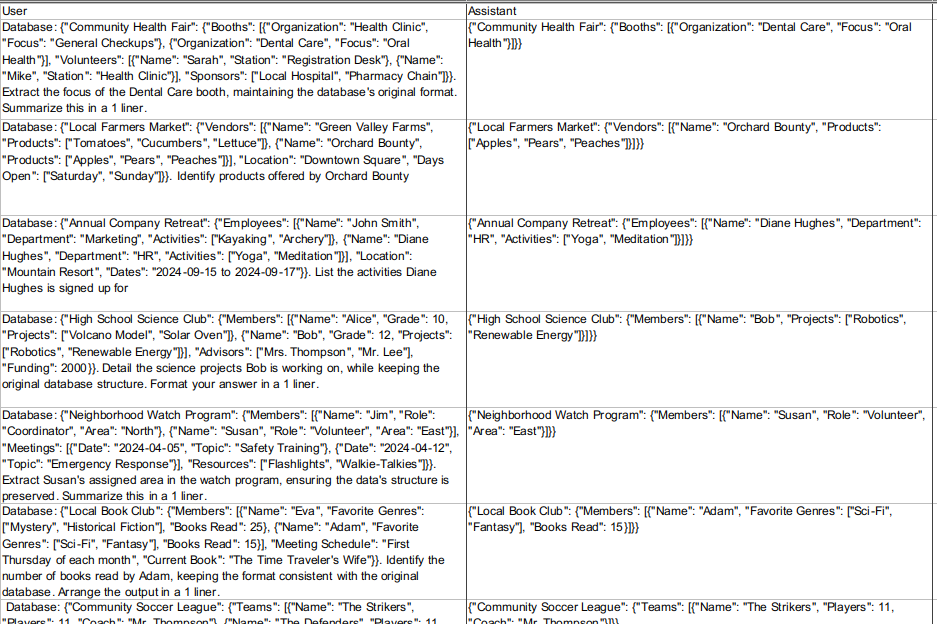 User
Assistant
Database: {"Community Health Fair": {"Booths": [{"Organization": "Health Clinic",
"Focus": "General Checkups"}, {"Organization": "Dental Care", "Focus": "Oral
Health"}], "Volunteers": [{"Name": "Sarah", "Station": "Registration Desk"}, {"Name":
"Mike", "Station": "Health Clinic"}], "Sponsors": ["Local Hospital", "Pharmacy Chain"]}}.
Extract the focus of the Dental Care booth, maintaining the database's original format.
Summarize this in a 1 liner.
{"Community Health Fair": {"Booths": [{"Organization": "Dental Care", "Focus": "Oral
Health"}]}}
Database: {"Local Farmers Market": {"Vendors": [{"Name": "Green Valley Farms",
"Products": ["Tomatoes", "Cucumbers", "Lettuce"]}, {"Name": "Orchard Bounty",
"Products": ["Apples", "Pears", "Peaches"]}], "Location": "Downtown Square", "Days
Open": ["Saturday", "Sunday"]}}. Identify products offered by Orchard Bounty
{"Local Farmers Market": {"Vendors": [{"Name": "Orchard Bounty", "Products":
["Apples", "Pears", "Peaches"]}]}}
Database: {"Annual Company Retreat": {"Employees": [{"Name": "John Smith",
"Department": "Marketing", "Activities": ["Kayaking", "Archery"]}, {"Name": "Diane
Hughes", "Department": "HR", "Activities": ["Yoga", "Meditation"]}], "Location":
"Mountain Resort", "Dates": "2024-09-15 to 2024-09-17"}}. List the activities Diane
Hughes is signed up for
{"Annual Company Retreat": {"Employees": [{"Name": "Diane Hughes", "Department":
"HR", "Activities": ["Yoga", "Meditation"]}]}}
Database: {"High School Science Club": {"Members": [{"Name": "Alice", "Grade": 10,
"Projects": ["Volcano Model", "Solar Oven"]}, {"Name": "Bob", "Grade": 12, "Projects":
["Robotics", "Renewable Energy"]}], "Advisors": ["Mrs. Thompson", "Mr. Lee"],
"Funding": 2000}}. Detail the science projects Bob is working on, while keeping the
original database structure. Format your answer in a 1 liner.
{"High School Science Club": {"Members": [{"Name": "Bob", "Projects": ["Robotics",
"Renewable Energy"]}]}}
Database: {"Neighborhood Watch Program": {"Members": [{"Name": "Jim", "Role":
"Coordinator", "Area": "North"}, {"Name": "Susan", "Role": "Volunteer", "Area": "East"}],
"Meetings": [{"Date": "2024-04-05", "Topic": "Safety Training"}, {"Date": "2024-04-12",
"Topic": "Emergency Response"}], "Resources": ["Flashlights", "Walkie-Talkies"]}}.
Extract Susan's assigned area in the watch program, ensuring the data's structure is
preserved. Summarize this in a 1 liner.
{"Neighborhood Watch Program": {"Members": [{"Name": "Susan", "Role": "Volunteer",
"Area": "East"}]}}
Database: {"Local Book Club": {"Members": [{"Name": "Eva", "Favorite Genres":
["Mystery", "Historical Fiction"], "Books Read": 25}, {"Name": "Adam", "Favorite
Genres": ["Sci-Fi", "Fantasy"], "Books Read": 15}], "Meeting Schedule": "First
Thursday of each month", "Current Book": "The Time Traveler's Wife"}}. Identify the
number of books read by Adam, keeping the format consistent with the original
database. Arrange the output in a 1 liner.
{"Local Book Club": {"Members": [{"Name": "Adam", "Favorite Genres": ["Sci-Fi",
"Fantasy"], "Books Read": 15}]}}
Database: {"Community Soccer League": {"Teams": [{"Name": "The Strikers",
"Players": 11, "Coach": "Mr. Thompson"}, {"Name": "The Defenders", "Players": 11,
{"Community Soccer League": {"Teams": [{"Name": "The Strikers", "Players": 11,
"Coach": "Mr. Thompson"}]}}